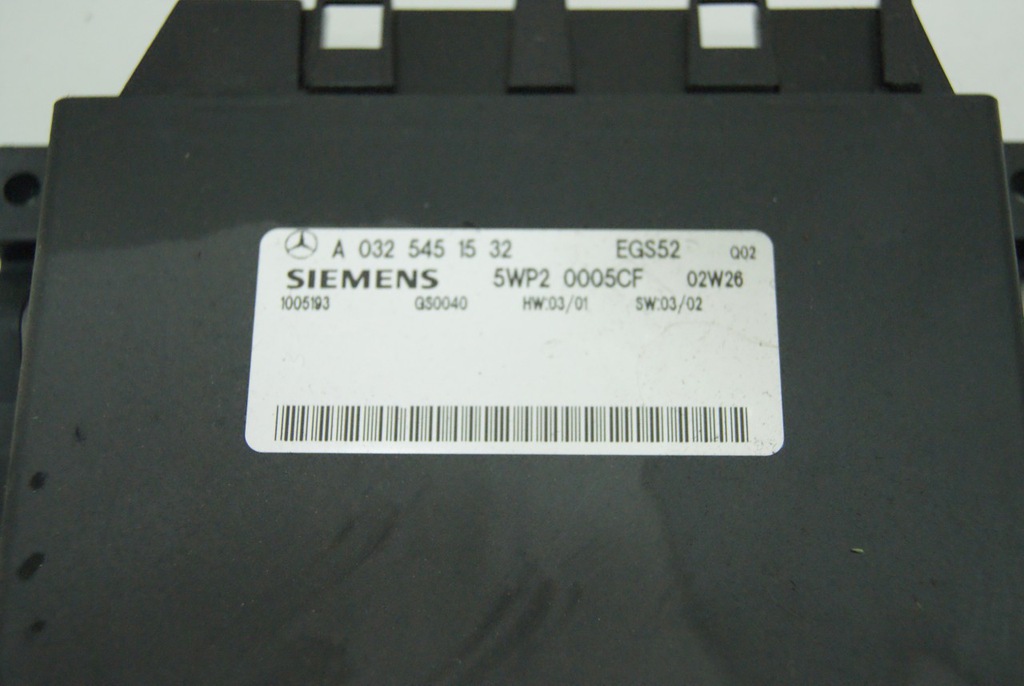 A 032 545 15 32 EGS52 Q02
SIEMENS 5WP2 0005CF 02W26
1005193 GS0040 HW:03/01 SW:03/02